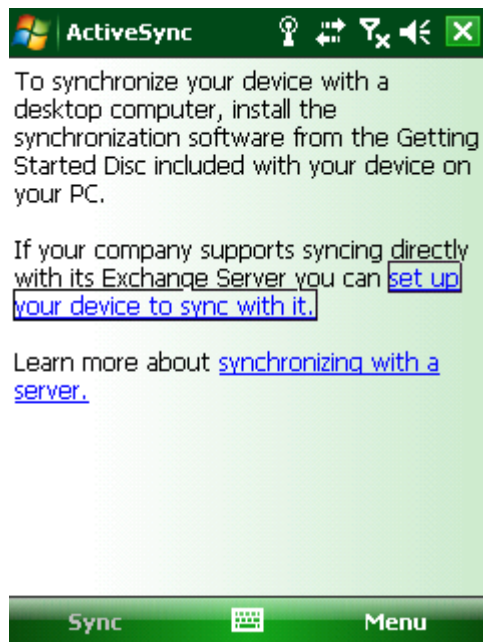 ActiveSync
To synchronize your device with a
desktop computer, install the
synchronization software from the Getting
Started Disc included with your device on
your PC.
If your company supports syncing directly
with its Exchange Server you can set up
your device to sync with it.
Learn more about synchronizing with a
server.
Sync Menu